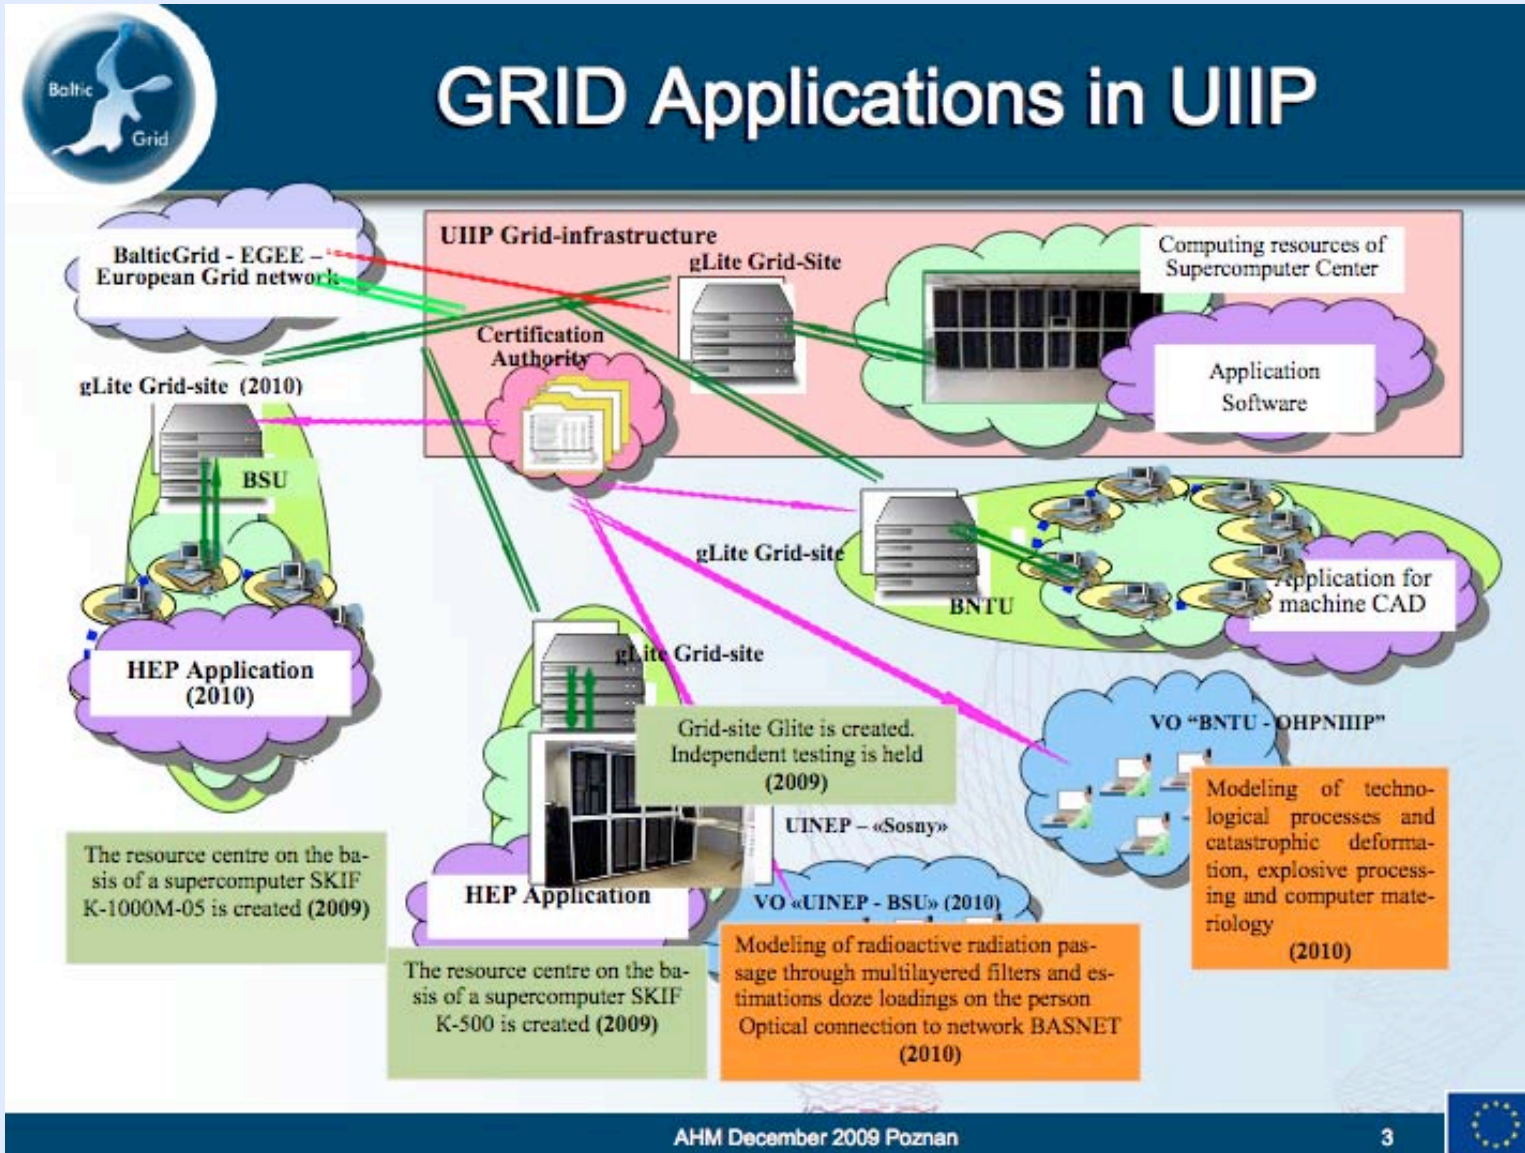 Baltic
Grid
GRID Applications in UIIP
BalticGrid - EGEE –
European Grid network
UIIP Grid-infrastructure
gLite Grid-Site
Computing resources of
Supercomputer Center
Application
Software
Certification
Authority
gLite Grid-site (2010)
BSU
HEP Application
(2010)
gLite Grid-site
BNTU
Application for
machine CAD
gLite Grid-site
Grid-site Glite is created.
Independent testing is held
(2009)
VO “BNTU - OHPNIIIP”
Modeling of techno-
logical processes and
catastrophic deforma-
tion, explosive process-
ing and computer mate-
riology
(2010)
UINEP – «Sosny»
The resource centre on the ba-
sis of a supercomputer SKIF
K-1000M-05 is created (2009)
HEP Application
VO «UINEP - BSU» (2010)
The resource centre on the ba-
sis of a supercomputer SKIF
K-500 is created (2009)
Modeling of radioactive radiation pas-
sage through multilayered filters and es-
timations doze loadings on the person
Optical connection to network BASNET
(2010)
AHM December 2009 Poznan
3